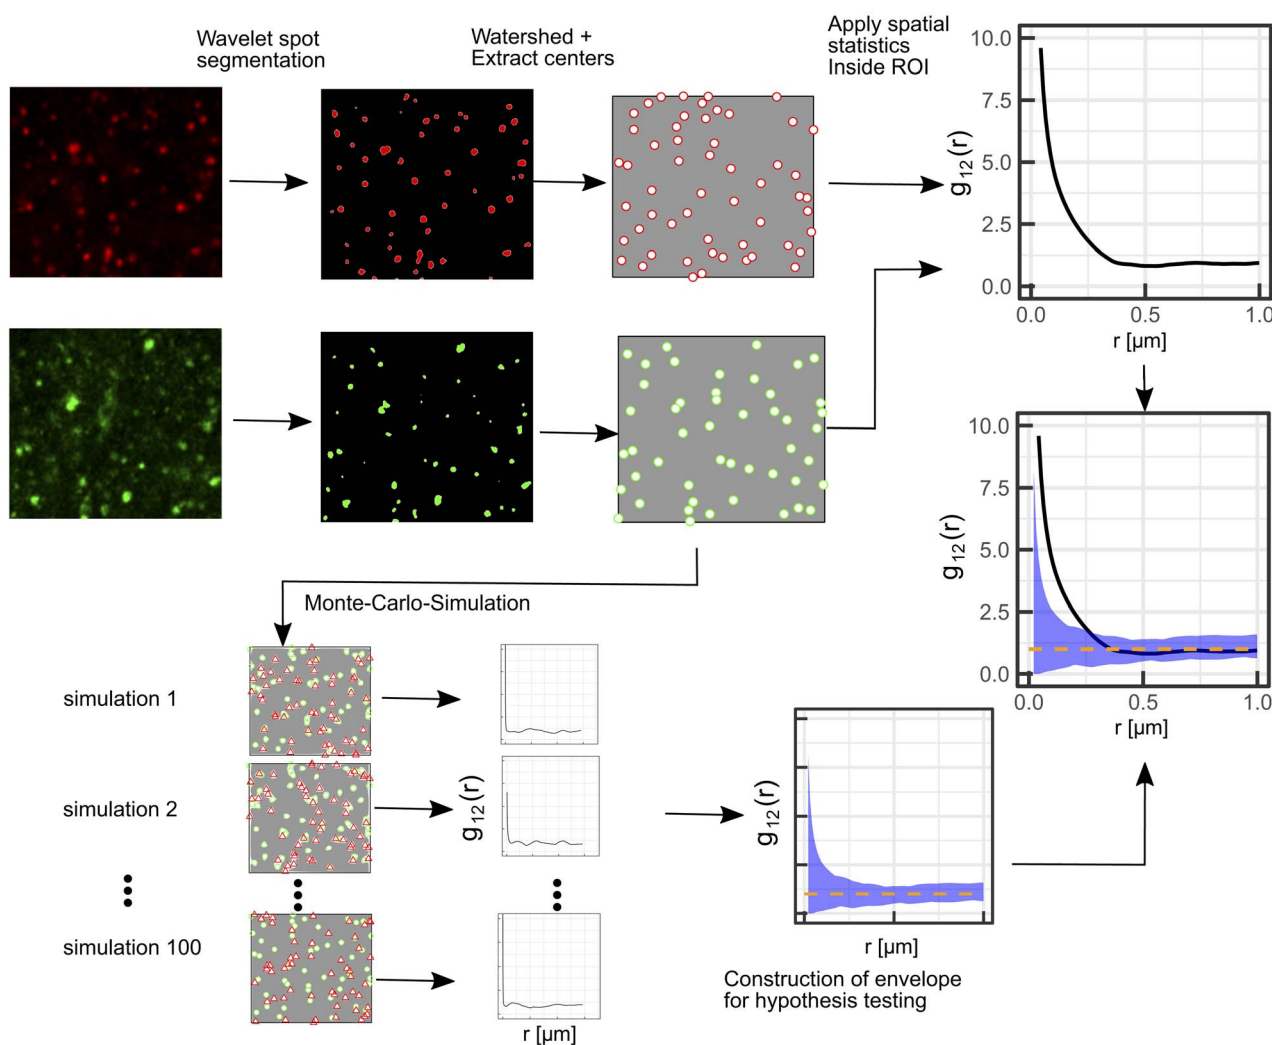 Wavelet spot
segmentation
Watershed +
Extract centers
Apply spatial
statistics
Inside ROI
10.0
7.5
5.0
2.5
0.0
g12(r)
0.0 0.5 1.0
r [µm]
10.0
7.5
5.0
2.5
0.0
g12(r)
0.0 0.5 1.0
r [µm]
Monte-Carlo-Simulation
simulation 1
simulation 2
simulation 100
g12(r)
r [µm]
g12(r)
r [µm]
Construction of envelope
for hypothesis testing